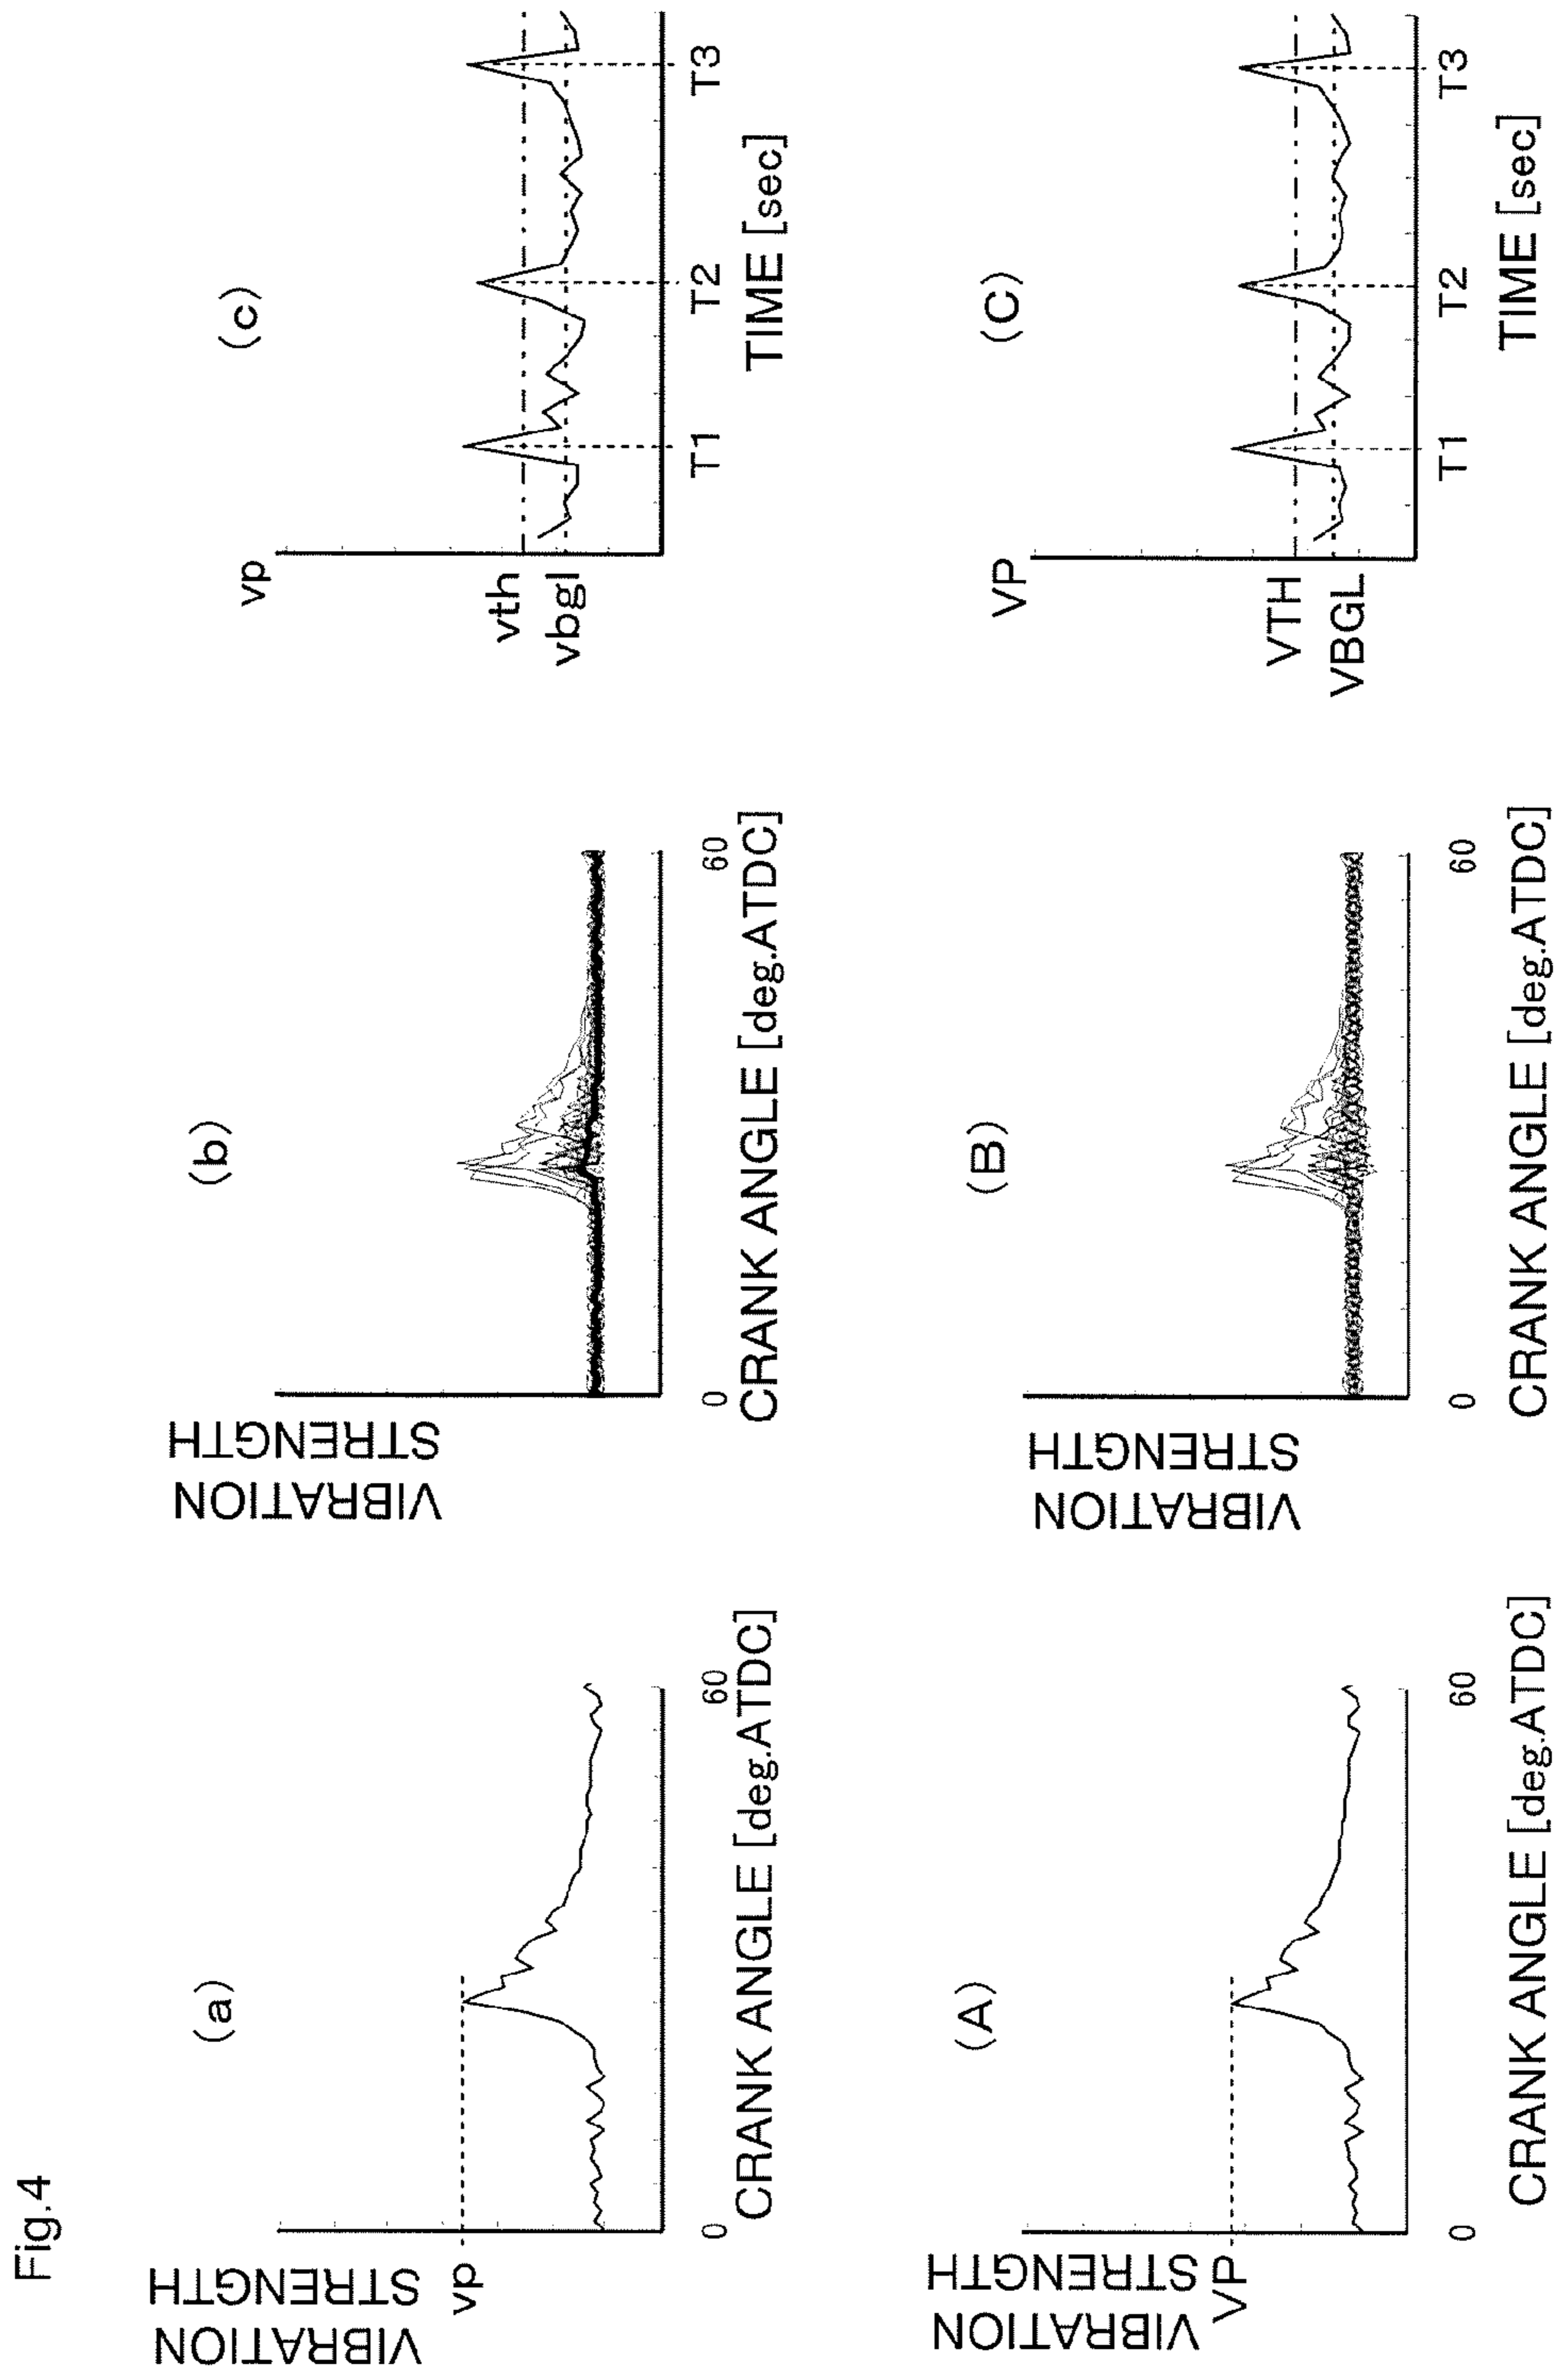 Fig.4
(a)
VIBRATION
STRENGTH
vp
0
60
CRANK ANGLE [deg.ATDC]
(b)
VIBRATION
STRENGTH
0
60
CRANK ANGLE [deg.ATDC]
(c)
vp
vth
vbgl
T1
T2
T3
TIME [sec]
(A)
VIBRATION
STRENGTH
VP
0
60
CRANK ANGLE [deg.ATDC]
(B)
VIBRATION
STRENGTH
0
60
CRANK ANGLE [deg.ATDC]
(C)
VP
VTH
VBGL
T1
T2
T3
TIME [sec]